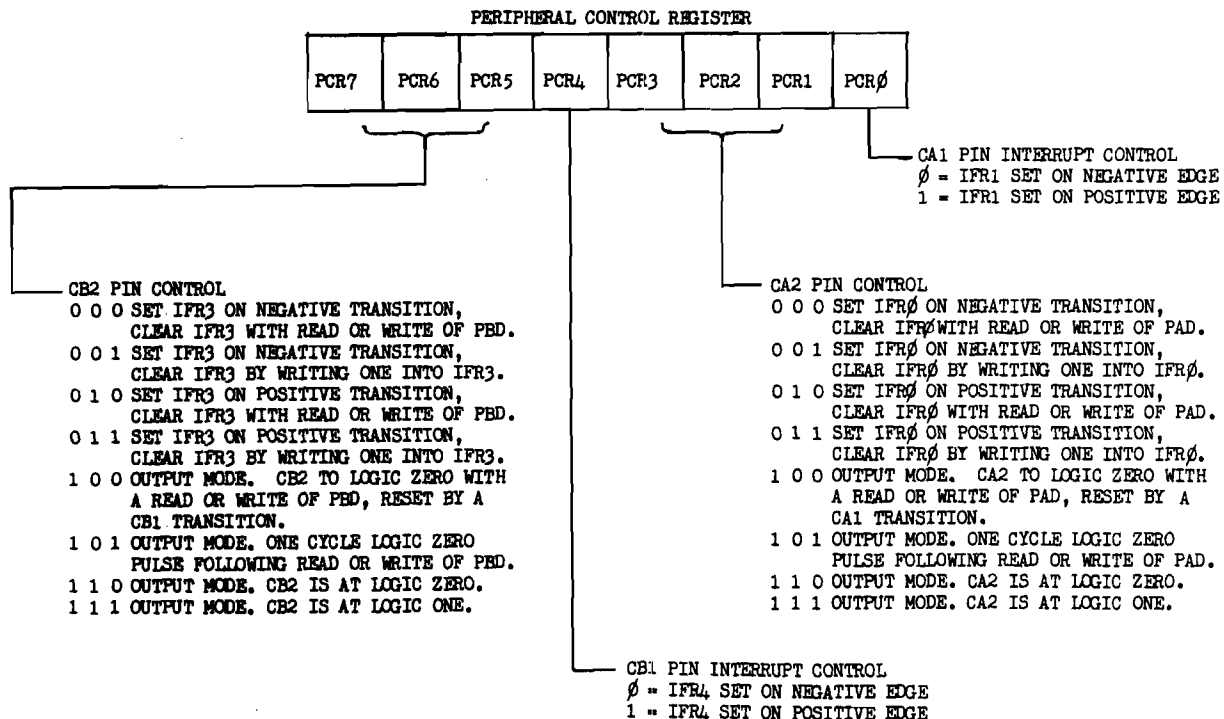 PERIPHERAL CONTROL REGISTER
PCR7 PCR6 PCR5 PCR4 PCR3 PCR2 PCR1 PCRØ
CA1 PIN INTERRUPT CONTROL
Ø = IFR1 SET ON NEGATIVE EDGE
1 = IFR1 SET ON POSITIVE EDGE
CB2 PIN CONTROL
0 0 0 SET IFR3 ON NEGATIVE TRANSITION,
CLEAR IFR3 WITH READ OR WRITE OF PBD.
0 0 1 SET IFR3 ON NEGATIVE TRANSITION,
CLEAR IFR3 BY WRITING ONE INTO IFR3.
0 1 0 SET IFR3 ON POSITIVE TRANSITION,
CLEAR IFR3 WITH READ OR WRITE OF PBD.
0 1 1 SET IFR3 ON POSITIVE TRANSITION,
CLEAR IFR3 BY WRITING ONE INTO IFR3.
1 0 0 OUTPUT MODE. CB2 TO LOGIC ZERO WITH
A READ OR WRITE OF PBD, RESET BY A
CB1 TRANSITION.
1 0 1 OUTPUT MODE. ONE CYCLE LOGIC ZERO
PULSE FOLLOWING READ OR WRITE OF PBD.
1 1 0 OUTPUT MODE. CB2 IS AT LOGIC ZERO.
1 1 1 OUTPUT MODE. CB2 IS AT LOGIC ONE.
CA2 PIN CONTROL
0 0 0 SET IFRØ ON NEGATIVE TRANSITION,
CLEAR IFRØ WITH READ OR WRITE OF PAD.
0 0 1 SET IFRØ ON NEGATIVE TRANSITION,
CLEAR IFRØ BY WRITING ONE INTO IFRØ.
0 1 0 SET IFRØ ON POSITIVE TRANSITION,
CLEAR IFRØ WITH READ OR WRITE OF PAD.
0 1 1 SET IFRØ ON POSITIVE TRANSITION,
CLEAR IFRØ BY WRITING ONE INTO IFRØ.
1 0 0 OUTPUT MODE. CA2 TO LOGIC ZERO WITH
A READ OR WRITE OF PAD, RESET BY A
CA1 TRANSITION.
1 0 1 OUTPUT MODE. ONE CYCLE LOGIC ZERO
PULSE FOLLOWING READ OR WRITE OF PAD.
1 1 0 OUTPUT MODE. CA2 IS AT LOGIC ZERO.
1 1 1 OUTPUT MODE. CA2 IS AT LOGIC ONE.
CB1 PIN INTERRUPT CONTROL
Ø = IFR4 SET ON NEGATIVE EDGE
1 = IFR4 SET ON POSITIVE EDGE